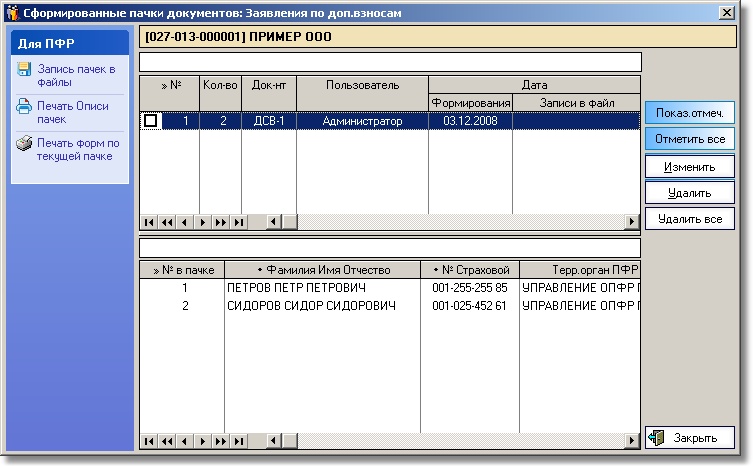 Сформированные пачки документов: Заявления по доп.взносам
Для ПФР
Запись пачек в
файлы
Печать Описи
пачек
Печать форм по
текущей пачке
[027-013-000001] ПРИМЕР ООО
» № Кол-во Док-нт Пользователь Дата
Формирования Записи в файл
1 2 ДСВ-1 Администратор 03.12.2008
Показ.отмеч.
Отметить все
Изменить
Удалить
Удалить все
» № в пачке • Фамилия Имя Отчество • № Страховой Терр.орган ПФР
1 ПЕТРОВ ПЕТР ПЕТРОВИЧ 001-255-255 85 УПРАВЛЕНИЕ ОПФР Г
2 СИДОРОВ СИДОР СИДОРОВИЧ 001-025-452 61 УПРАВЛЕНИЕ ОПФР Г
Закрыть